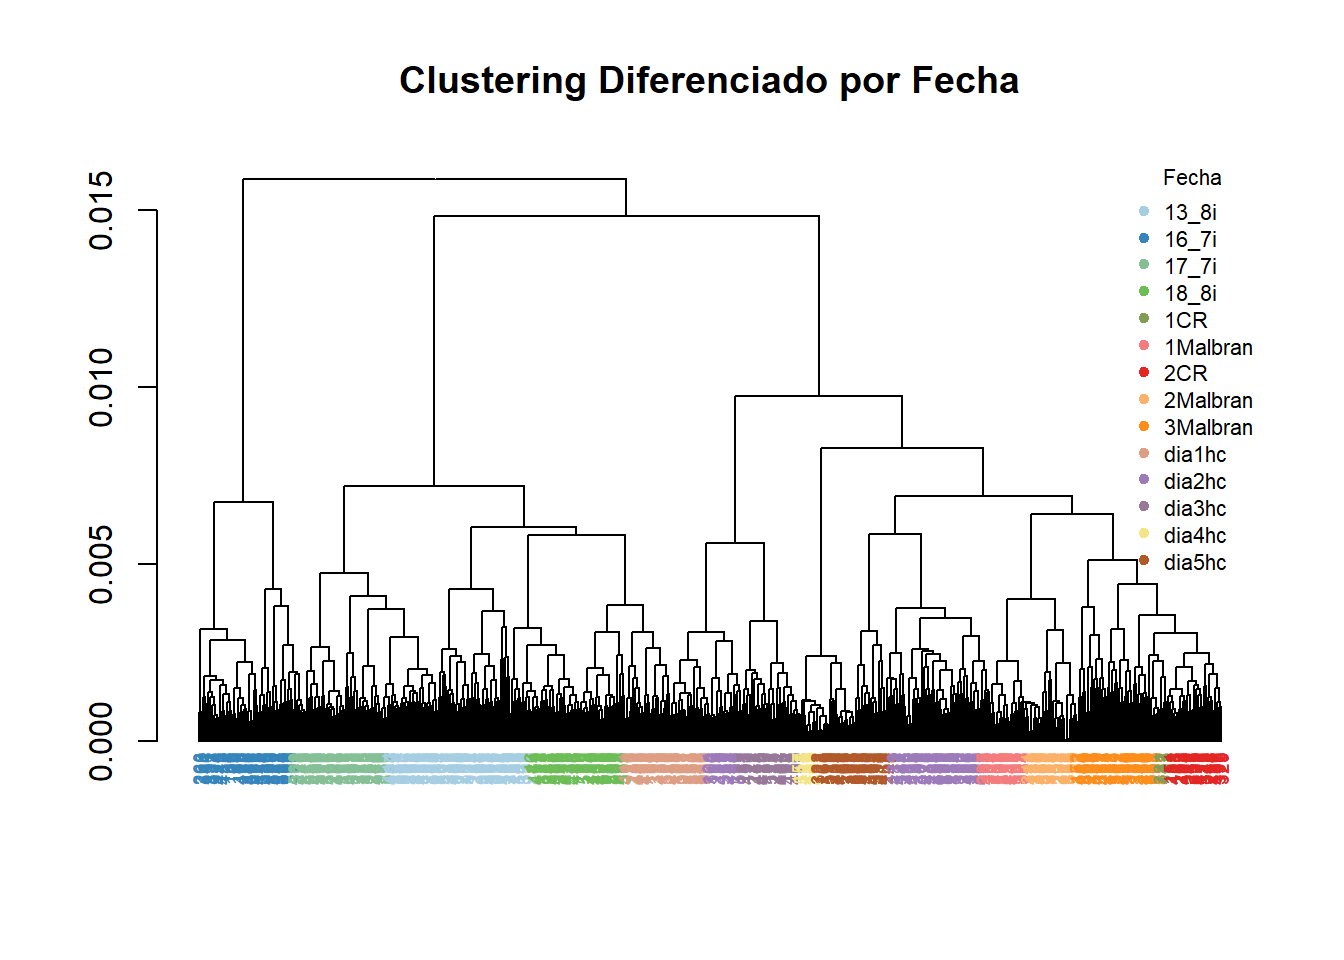 Clustering Diferenciado por Fecha
0.015
0.010
0.005
0.000
Fecha
13_8i
16_7i
17_7i
18_8i
1CR
1Malbran
2CR
2Malbran
3Malbran
dia1hc
dia2hc
dia3hc
dia4hc
dia5hc